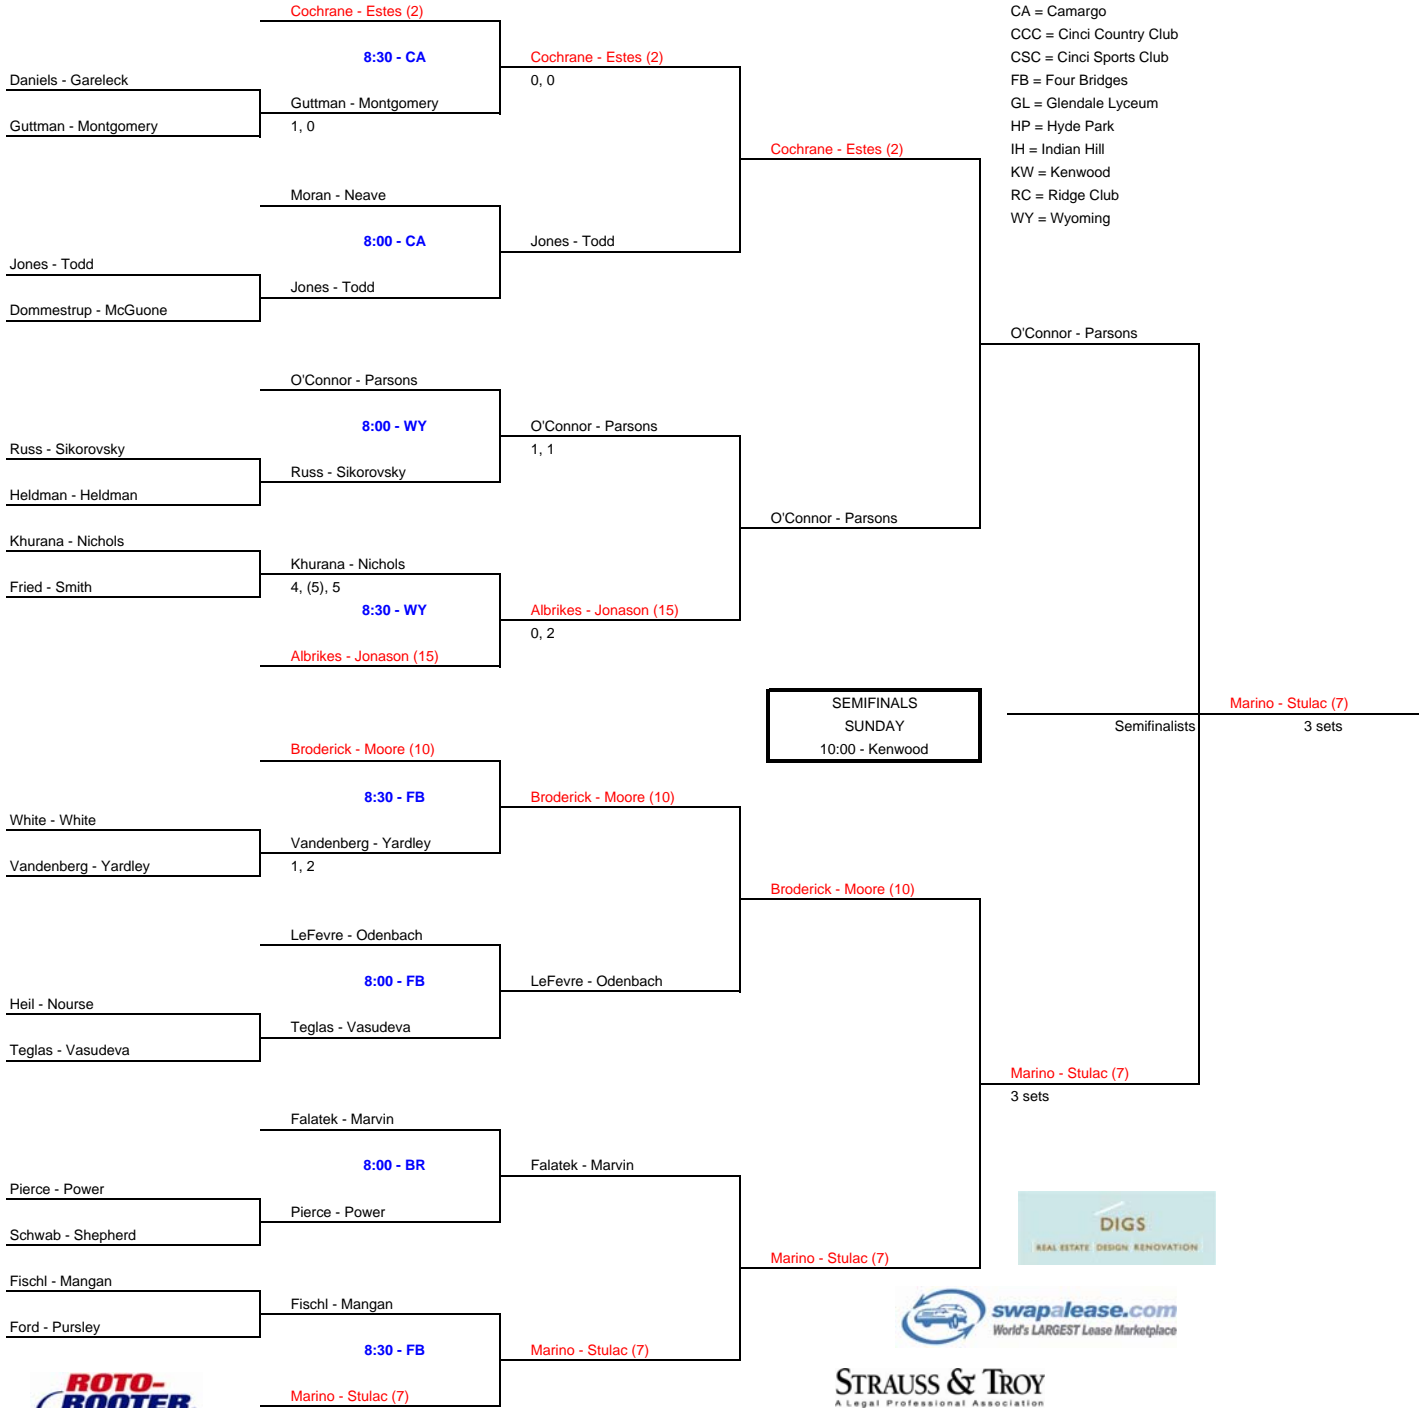 Cochrane - Estes (2)
CA = Camargo
CCC = Cinci Country Club
8:30 - CA
Cochrane - Estes (2)
CSC = Cinci Sports Club
Daniels - Gareleck
0, 0
FB = Four Bridges
Guttman - Montgomery
GL = Glendale Lyceum
Guttman - Montgomery
1, 0
HP = Hyde Park
Cochrane - Estes (2)
IH = Indian Hill
KW = Kenwood
Moran - Neave
RC = Ridge Club
WY = Wyoming
8:00 - CA
Jones - Todd
Jones - Todd
Jones - Todd
Dommestrup - McGuone
O'Connor - Parsons
O'Connor - Parsons
8:00 - WY
O'Connor - Parsons
Russ - Sikorovsky
1, 1
Russ - Sikorovsky
Heldman - Heldman
O'Connor - Parsons
Khurana - Nichols
Khurana - Nichols
Fried - Smith
4, (5), 5
8:30 - WY
Albrikes - Jonason (15)
0, 2
Albrikes - Jonason (15)
SEMIFINALS
Marino - Stulac (7)
SUNDAY
Semifinalists
3 sets
Broderick - Moore (10)
10:00 - Kenwood
8:30 - FB
Broderick - Moore (10)
White - White
Vandenberg - Yardley
Vandenberg - Yardley
1, 2
Broderick - Moore (10)
LeFevre - Odenbach
8:00 - FB
LeFevre - Odenbach
Heil - Nourse
Teglas - Vasudeva
Teglas - Vasudeva
Marino - Stulac (7)
3 sets
Falatek - Marvin
8:00 - BR
Falatek - Marvin
Pierce - Power
Pierce - Power
Schwab - Shepherd
DIGS
REAL ESTATE DESIGN RENOVATION
Marino - Stulac (7)
Fischl - Mangan
Fischl - Mangan
swapalease.com
World's LARGEST Lease Marketplace
Ford - Pursley
8:30 - FB
Marino - Stulac (7)
ROTO-
ROOTER
Marino - Stulac (7)
STRAUSS & TROY
A Legal Professional Association